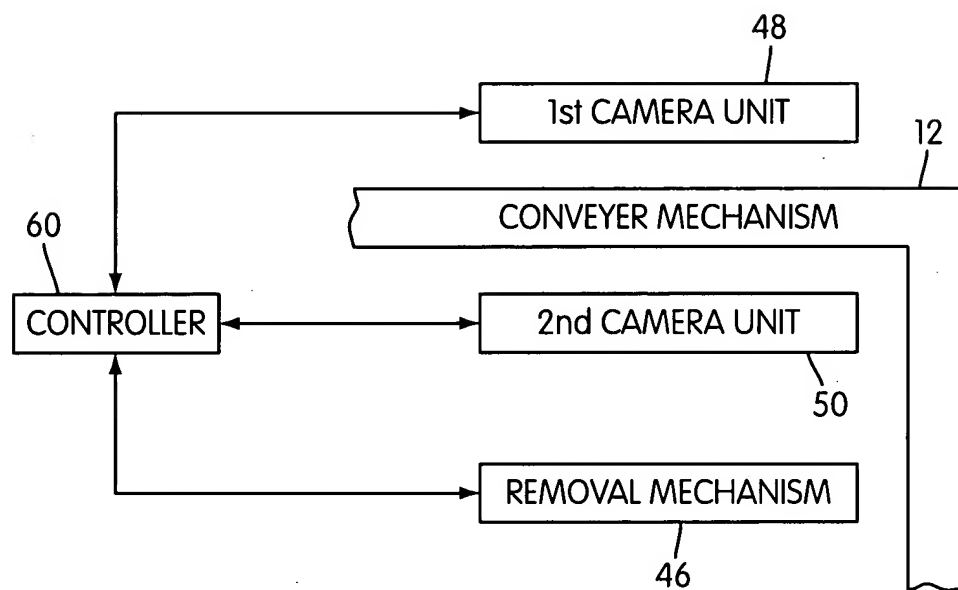 48
1st CAMERA UNIT
12
CONVEYER MECHANISM
60
CONTROLLER
2nd CAMERA UNIT
50
REMOVAL MECHANISM
46